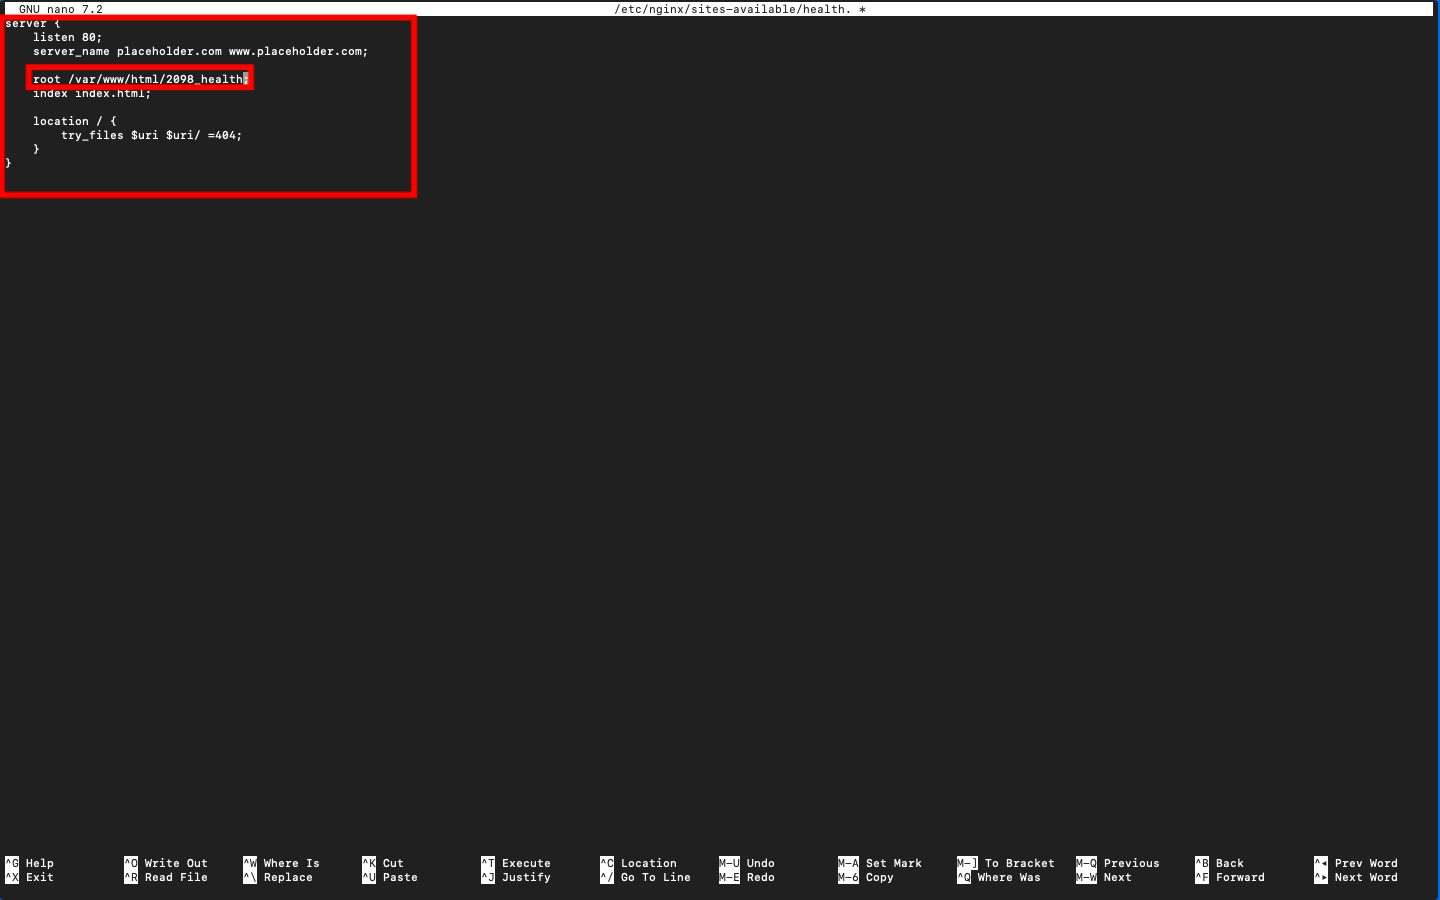 GNU nano 7.2 /etc/nginx/sites-available/health. *
server {
listen 80;
server_name placeholder.com www.placeholder.com;
root /var/www/html/2098_health;
index index.html;
location / {
try_files $uri $uri/ =404;
}
}
^G Help ^O Write Out ^W Where Is ^K Cut ^T Execute ^C Location M-U Undo M-A Set Mark M-] To Bracket M-Q Previous ^B Back ^◂ Prev Word
^X Exit ^R Read File ^\ Replace ^U Paste ^J Justify ^/ Go To Line M-E Redo M-6 Copy ^Q Where Was M-W Next ^F Forward ^▸ Next Word